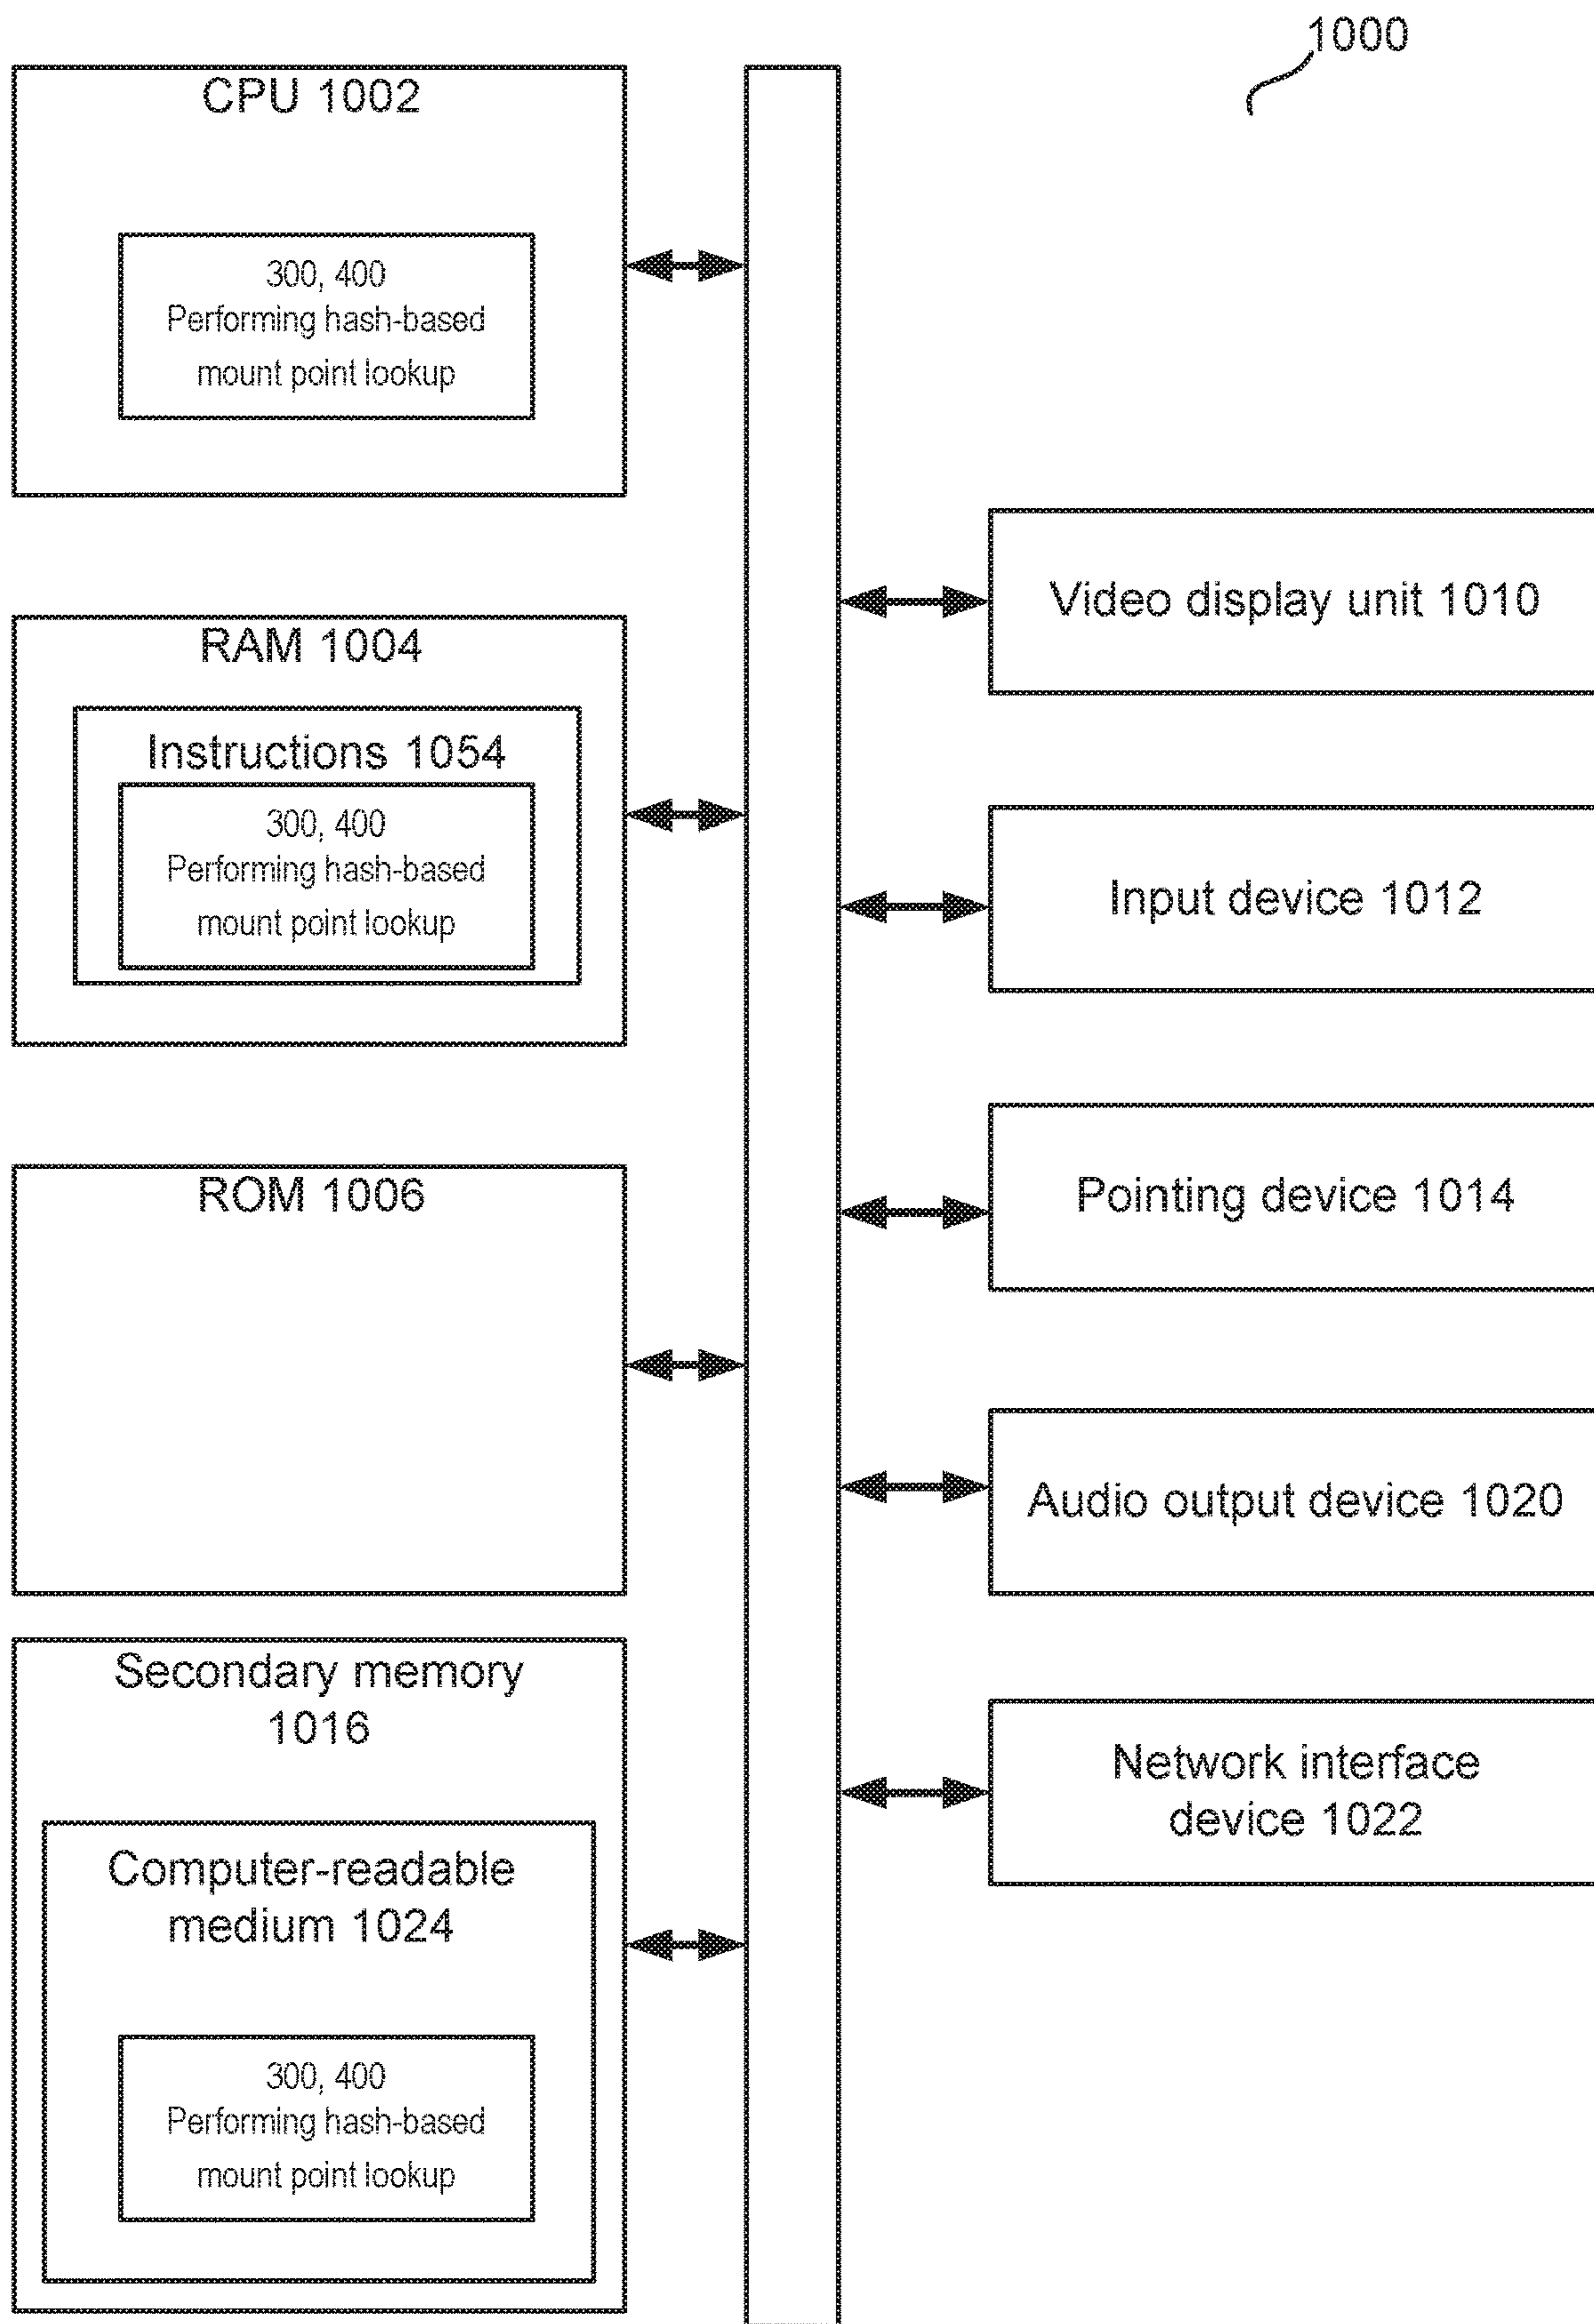 1000
CPU 1002
300, 400
Performing hash-based
mount point lookup
RAM 1004
Instructions 1054
300, 400
Performing hash-based
mount point lookup
ROM 1006
Secondary memory
1016
Computer-readable
medium 1024
300, 400
Performing hash-based
mount point lookup
Video display unit 1010
Input device 1012
Pointing device 1014
Audio output device 1020
Network interface
device 1022